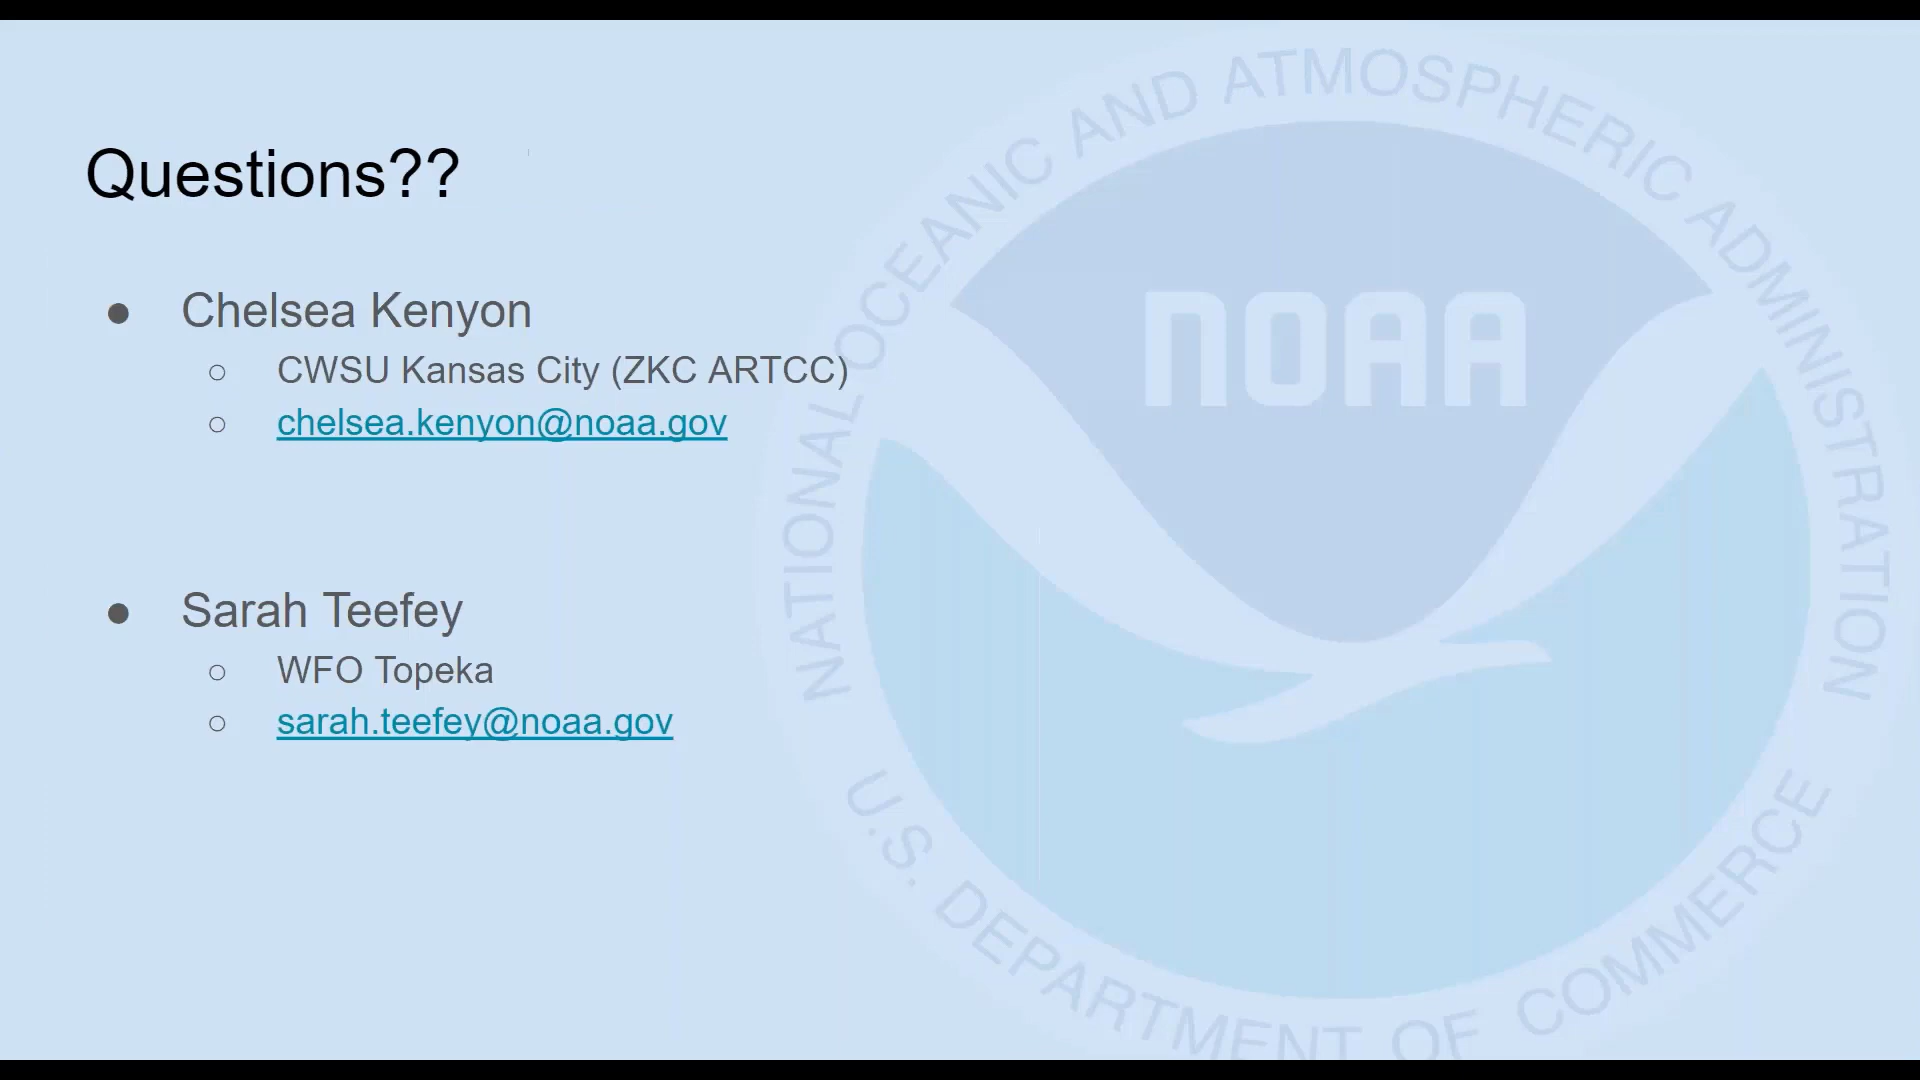 Questions??
● Chelsea Kenyon
○ CWSU Kansas City (ZKC ARTCC)
○ chelsea.kenyon@noaa.gov
● Sarah Teefey
○ WFO Topeka
○ sarah.teefey@noaa.gov
NATIONAL OCEANIC AND ATMOSPHERIC ADMINISTRATION
NOAA
U.S. DEPARTMENT OF COMMERCE